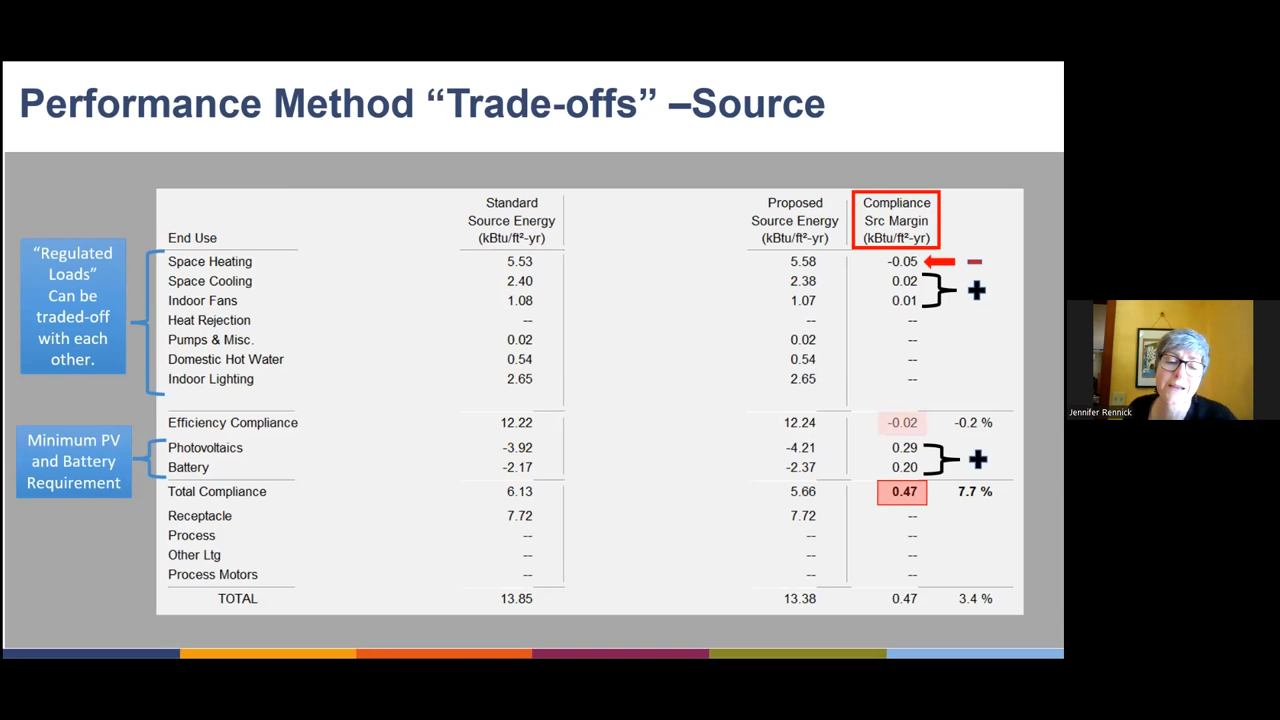 Performance Method “Trade-offs” –Source
“Regulated
Loads”
Can be
traded-off
with each
other.
Minimum PV
and Battery
Requirement
End Use
Standard
Source Energy
(kBtu/ft²-yr)
Proposed
Source Energy
(kBtu/ft²-yr)
Compliance
Src Margin
(kBtu/ft²-yr)
Space Heating 5.53 5.58 -0.05
Space Cooling 2.40 2.38 0.02
Indoor Fans 1.08 1.07 0.01
Heat Rejection -- -- --
Pumps & Misc. 0.02 0.02 --
Domestic Hot Water 0.54 0.54 --
Indoor Lighting 2.65 2.65 --
Efficiency Compliance 12.22 12.24 -0.02 -0.2 %
Photovoltaics -3.92 -4.21 0.29
Battery -2.17 -2.37 0.20
Total Compliance 6.13 5.66 0.47 7.7 %
Receptacle 7.72 7.72 --
Process -- -- --
Other Ltg -- -- --
Process Motors -- -- --
TOTAL 13.85 13.38 0.47 3.4 %
Jennifer Rennick